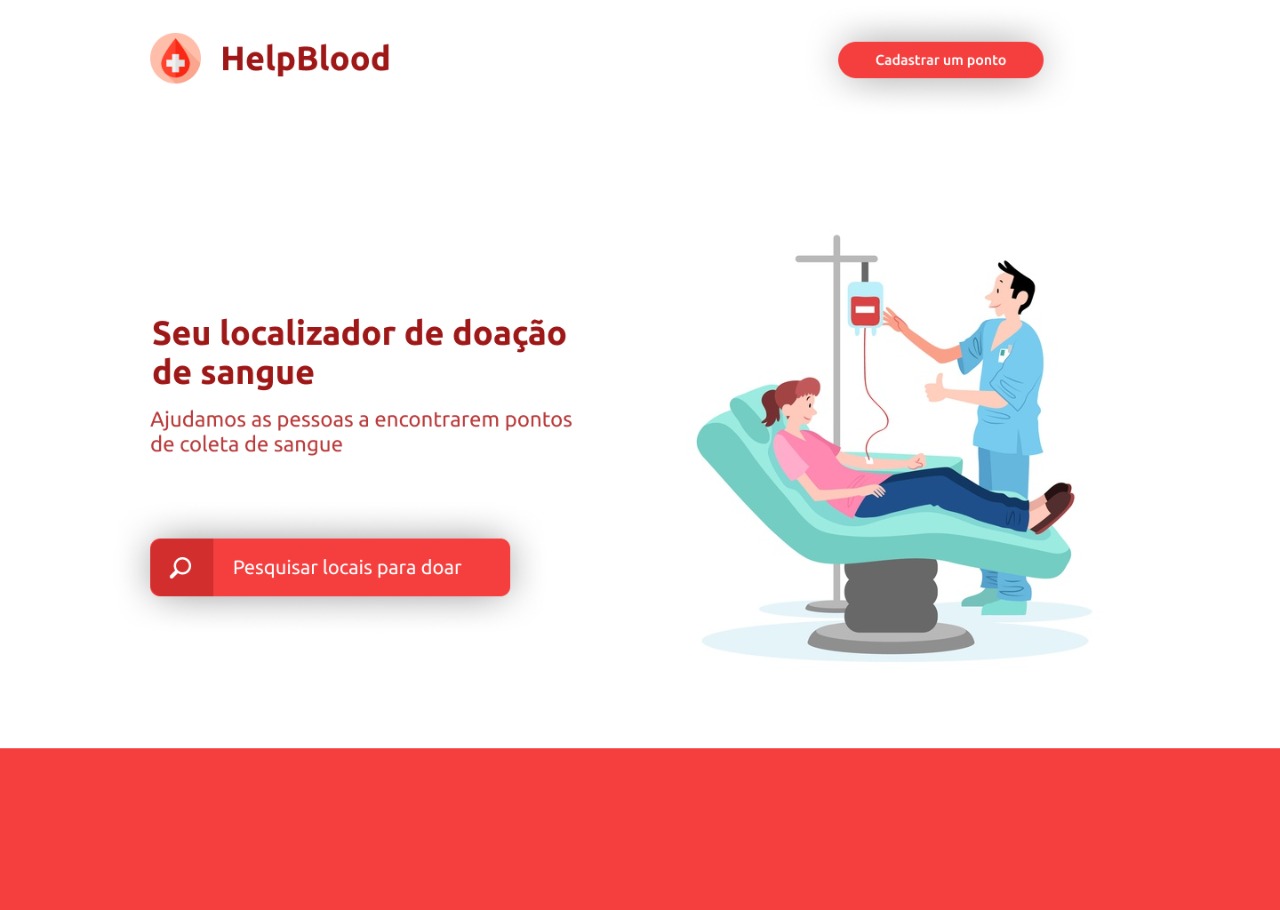 HelpBlood
Cadastrar um ponto
Seu localizador de doação
de sangue
Ajudamos as pessoas a encontrarem pontos
de coleta de sangue
Pesquisar locais para doar